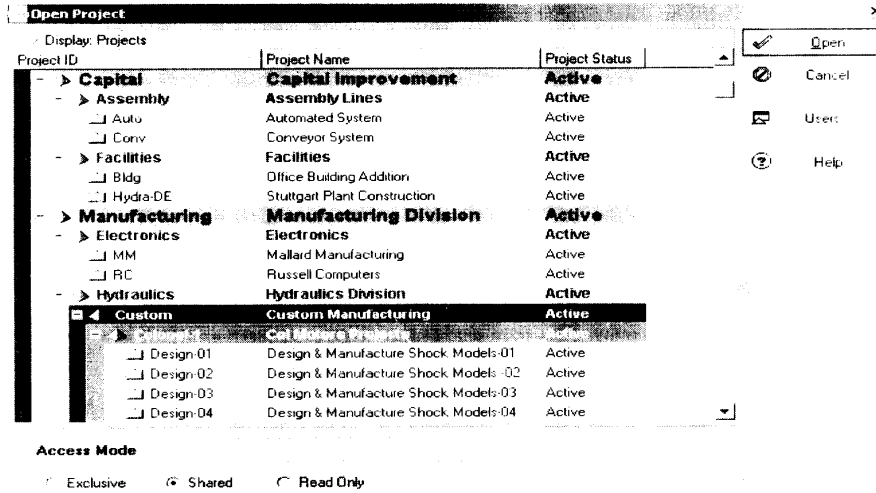 Open Project
Display: Projects
Project ID Project Name Project Status
Open
Cancel
Users
Help
Capital Capital Improvement Active
Assembly Assembly Lines Active
Auto Automated System Active
Conv Conveyor System Active
Facilities Facilities Active
Bldg Office Building Addition Active
Hydra-DE Stuttgart Plant Construction Active
Manufacturing Manufacturing Division Active
Electronics Electronics Active
MM Mallard Manufacturing Active
RC Russell Computers Active
Hydraulics Hydraulics Division Active
Custom Custom Manufacturing Active
Design-01 Design & Manufacture Shock Models-01 Active
Design-02 Design & Manufacture Shock Models -02 Active
Design-03 Design & Manufacture Shock Models-03 Active
Design-04 Design & Manufacture Shock Models-04 Active
Access Mode
Exclusive Shared Read Only